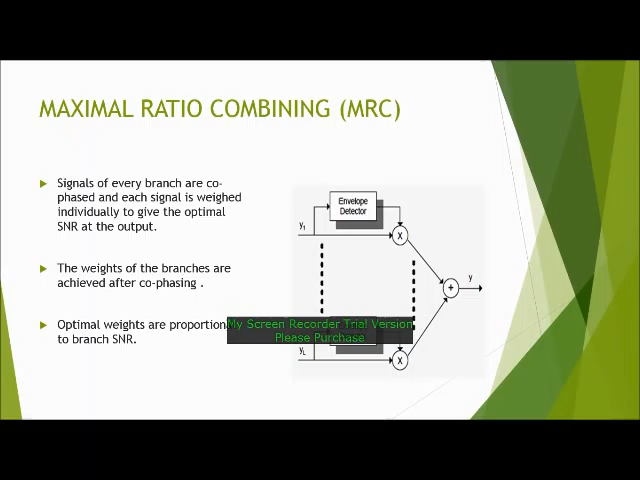 MAXIMAL RATIO COMBINING (MRC)
Signals of every branch are co-
phased and each signal is weighed
individually to give the optimal
SNR at the output.
The weights of the branches are
achieved after co-phasing .
Optimal weights are proportion
to branch SNR.
Envelope
Detector
y1
X
+
y
My Screen Recorder Trial Version
Please Purchase
yL
X